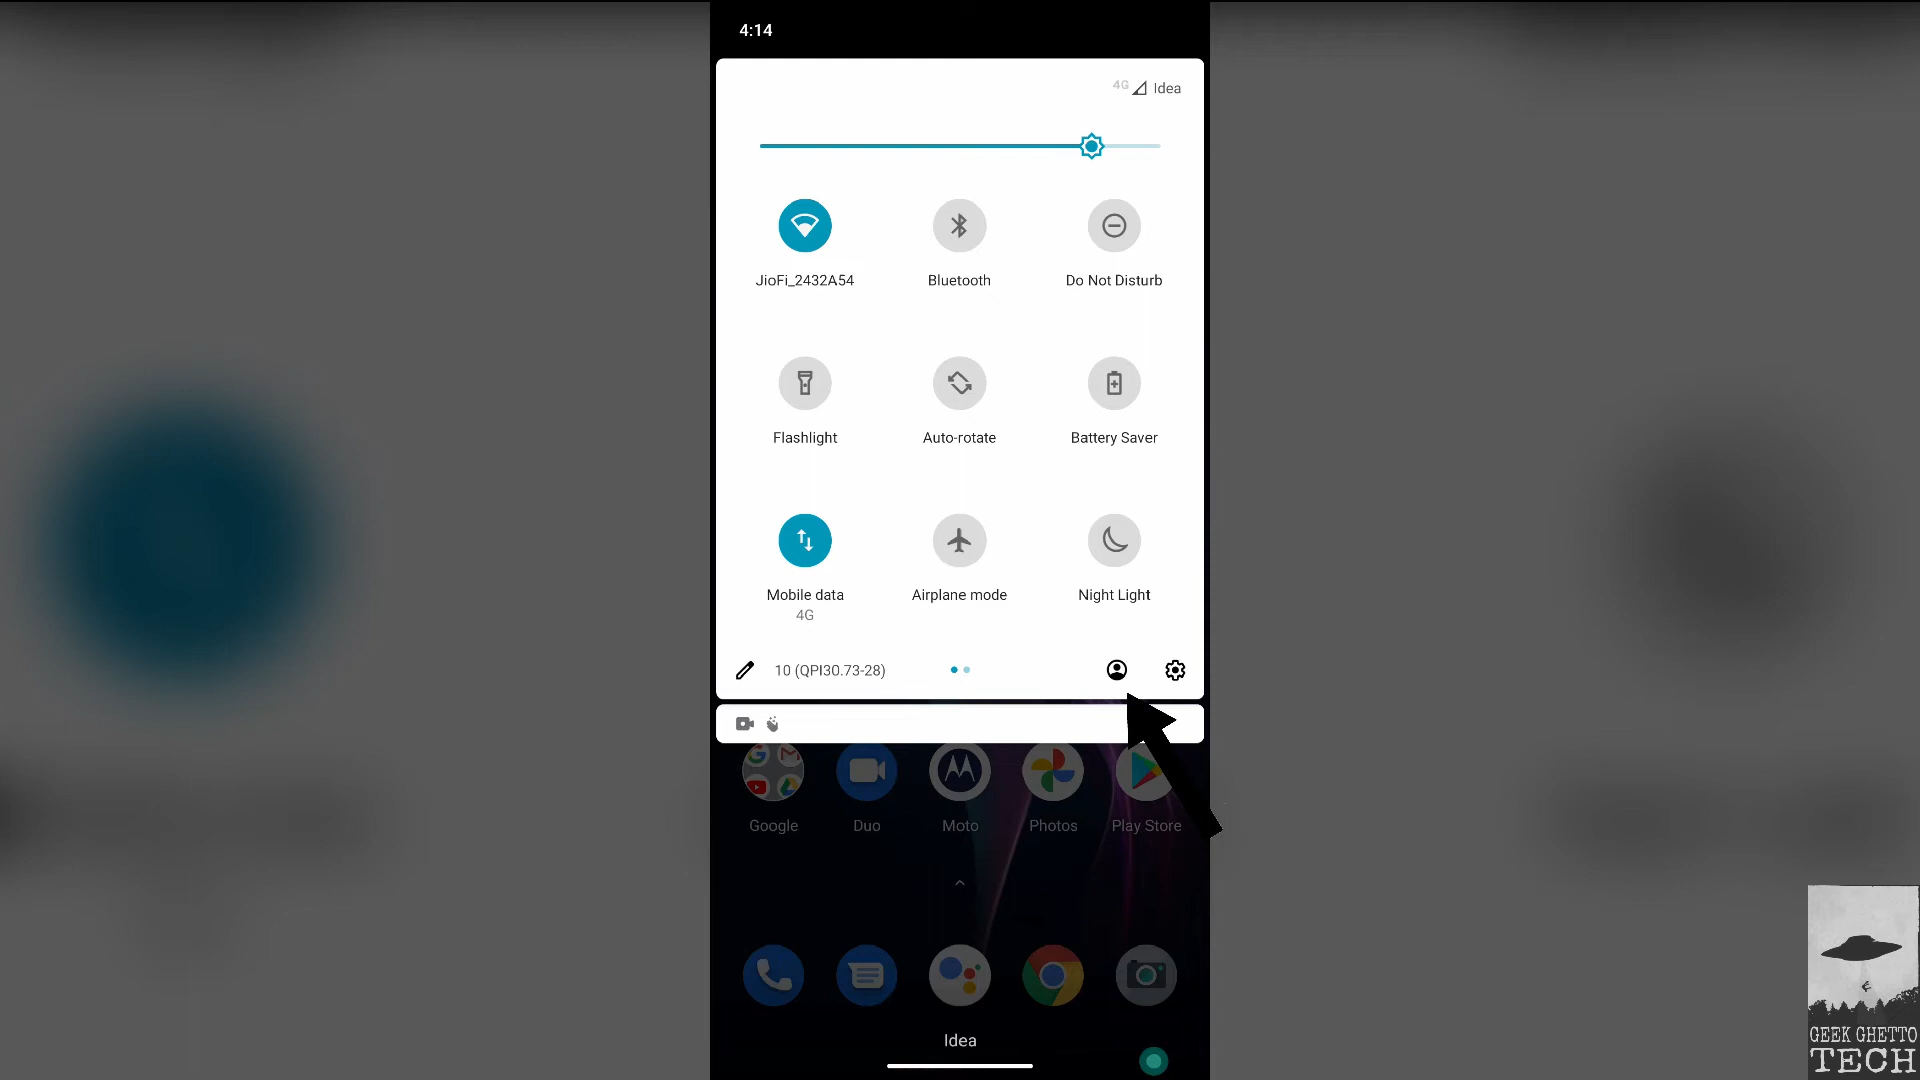 4:14
4G Idea
JioFi_2432A54 Bluetooth Do Not Disturb
Flashlight Auto-rotate Battery Saver
Mobile data Airplane mode Night Light
4G
10 (QPI30.73-28)
Google Duo Moto Photos Play Store
Idea
GEEK GHETTO
TECH